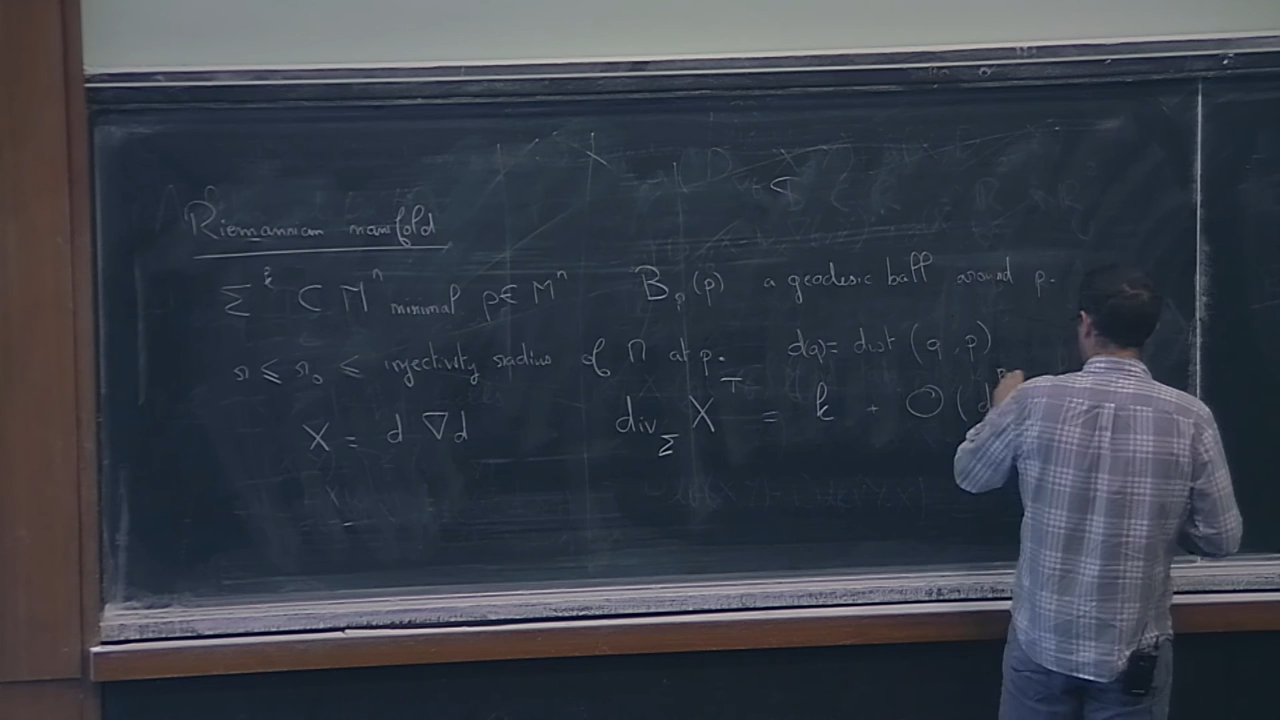 Riemannian manifold
Σ^k ⊂ M^n minimal p ∈ M^n B_r(p) a geodesic ball around p.
r ≤ r_0 ≤ injectivity radius of M at p. d(q) = dist (q, p)
X = d ∇d div_Σ X^T = k + O(d